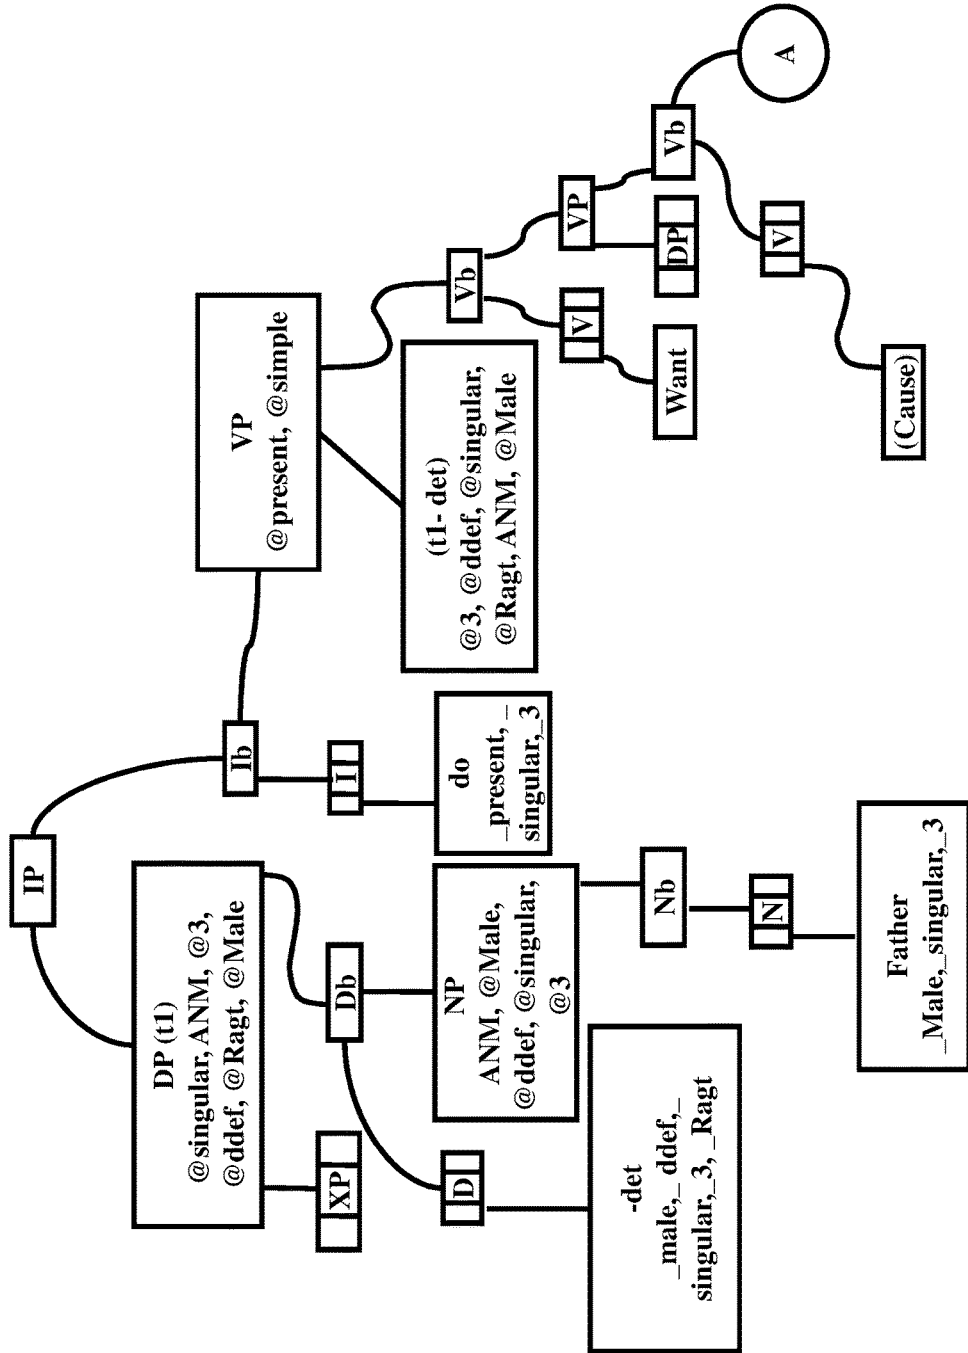 IP
DP (t1)
@singular, ANM, @3,
@ddef, @Ragt, @Male
Ib
VP
@present, @simple
XP
Db
I
(t1- det)
@3, @ddef, @singular,
@Ragt, ANM, @Male
Vb
D
NP
ANM, @Male,
@ddef, @singular,
@3
do
_present, _
singular,_3
V
VP
-det
_male,_ ddef,_
singular,_3, _Ragt
Nb
Want
DP
Vb
N
V
A
Father
_Male,_singular,_3
(Cause)